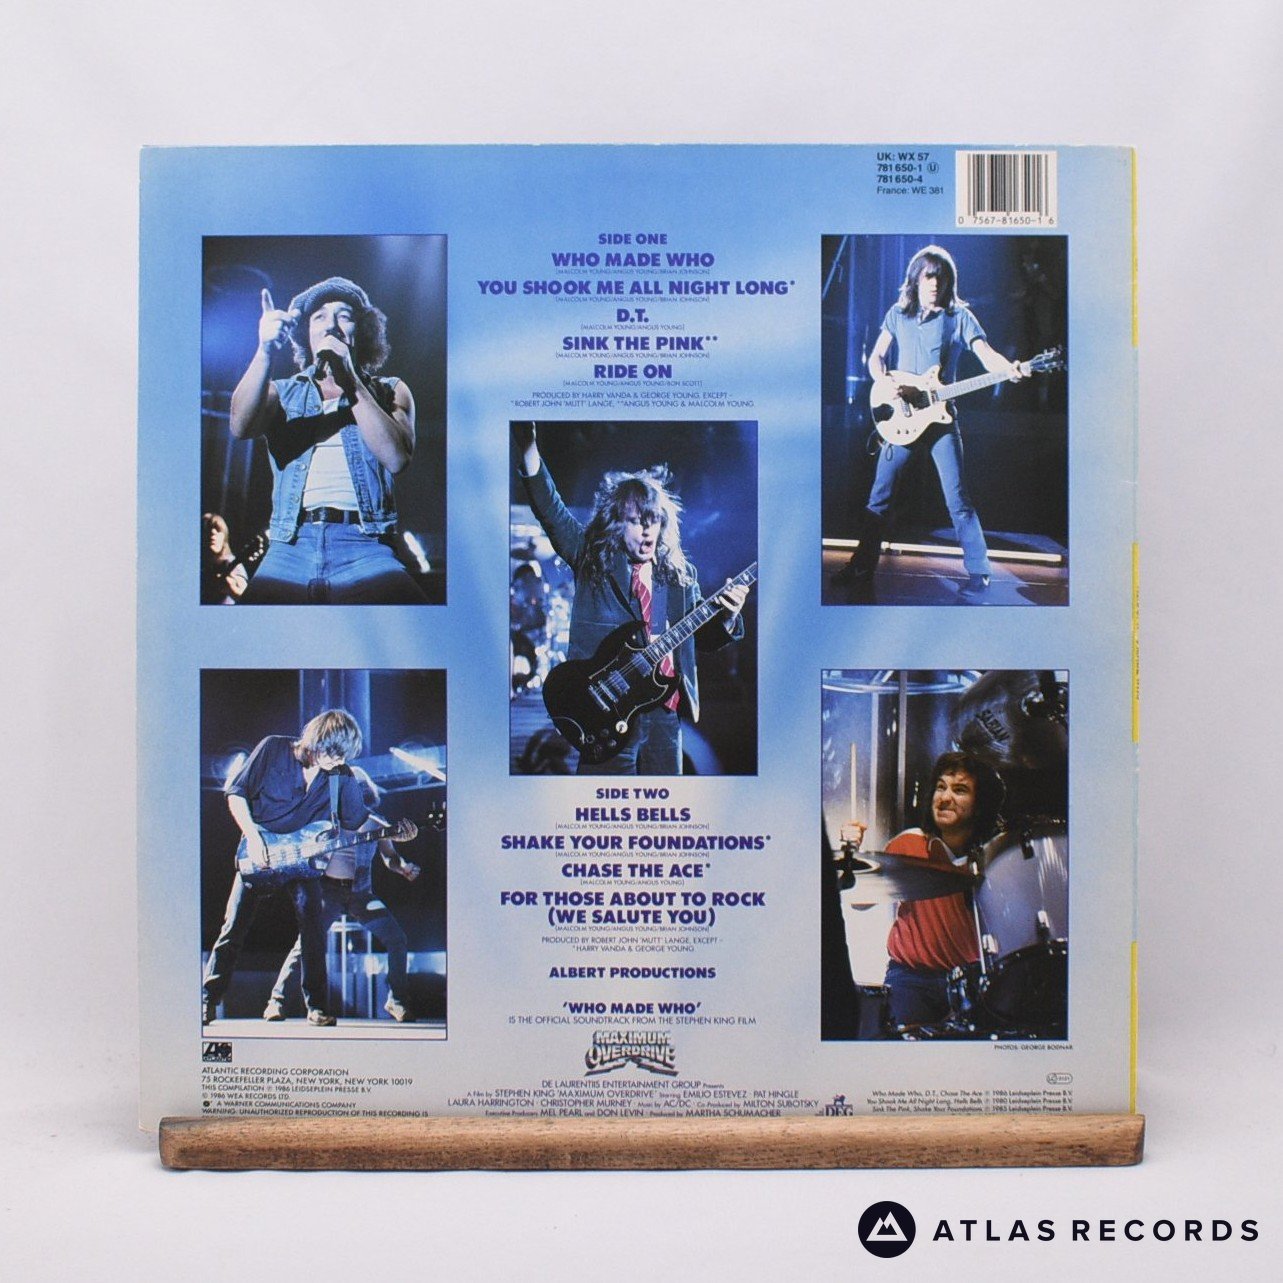 UK: WX 57
781 650-1 Ⓤ
781 650-4
France: WE 381
0 7567-81650-1 6
SIDE ONE
WHO MADE WHO
(MALCOLM YOUNG/ANGUS YOUNG/BRIAN JOHNSON)
YOU SHOOK ME ALL NIGHT LONG*
(MALCOLM YOUNG/ANGUS YOUNG/BRIAN JOHNSON)
D.T.
(MALCOLM YOUNG/ANGUS YOUNG)
SINK THE PINK**
(MALCOLM YOUNG/ANGUS YOUNG/BRIAN JOHNSON)
RIDE ON
(MALCOLM YOUNG/ANGUS YOUNG/BON SCOTT)
PRODUCED BY HARRY VANDA & GEORGE YOUNG, EXCEPT –
*ROBERT JOHN 'MUTT' LANGE, **ANGUS YOUNG & MALCOLM YOUNG
SABIAN
SIDE TWO
HELLS BELLS
(MALCOLM YOUNG/ANGUS YOUNG/BRIAN JOHNSON)
SHAKE YOUR FOUNDATIONS*
(MALCOLM YOUNG/ANGUS YOUNG/BRIAN JOHNSON)
CHASE THE ACE*
(MALCOLM YOUNG/ANGUS YOUNG)
FOR THOSE ABOUT TO ROCK
(WE SALUTE YOU)
(MALCOLM YOUNG/ANGUS YOUNG/BRIAN JOHNSON)
PRODUCED BY ROBERT JOHN 'MUTT' LANGE, EXCEPT –
*HARRY VANDA & GEORGE YOUNG
ALBERT PRODUCTIONS
'WHO MADE WHO'
IS THE OFFICIAL SOUNDTRACK FROM THE STEPHEN KING FILM
MAXIMUM
OVERDRIVE
PHOTOS: GEORGE BODNAR
ATLANTIC RECORDING CORPORATION
75 ROCKEFELLER PLAZA, NEW YORK, NEW YORK 10019
THIS COMPILATION ℗ 1986 LEIDSEPLEIN PRESSE B.V.
© 1986 WEA RECORDS LTD.
A WARNER COMMUNICATIONS COMPANY
WARNING: UNAUTHORIZED REPRODUCTION OF THIS RECORDING IS
DE LAURENTIIS ENTERTAINMENT GROUP Presents
A Film by STEPHEN KING 'MAXIMUM OVERDRIVE' Starring EMILIO ESTEVEZ · PAT HINGLE
LAURA HARRINGTON · CHRISTOPHER MURNEY · Music by AC/DC · Co-Produced by MILTON SUBOTSKY
Executive Producers MEL PEARL and DON LEVIN · Produced by MARTHA SCHUMACHER
DEG
Who Made Who, D.T., Chase The Ace ℗ 1986 Leidseplein Presse B.V.
You Shook Me All Night Long, Hells Bells ℗ 1980 Leidseplein Presse B.V.
Sink The Pink, Shake Your Foundations ℗ 1985 Leidseplein Presse B.V.
ATLAS RECORDS